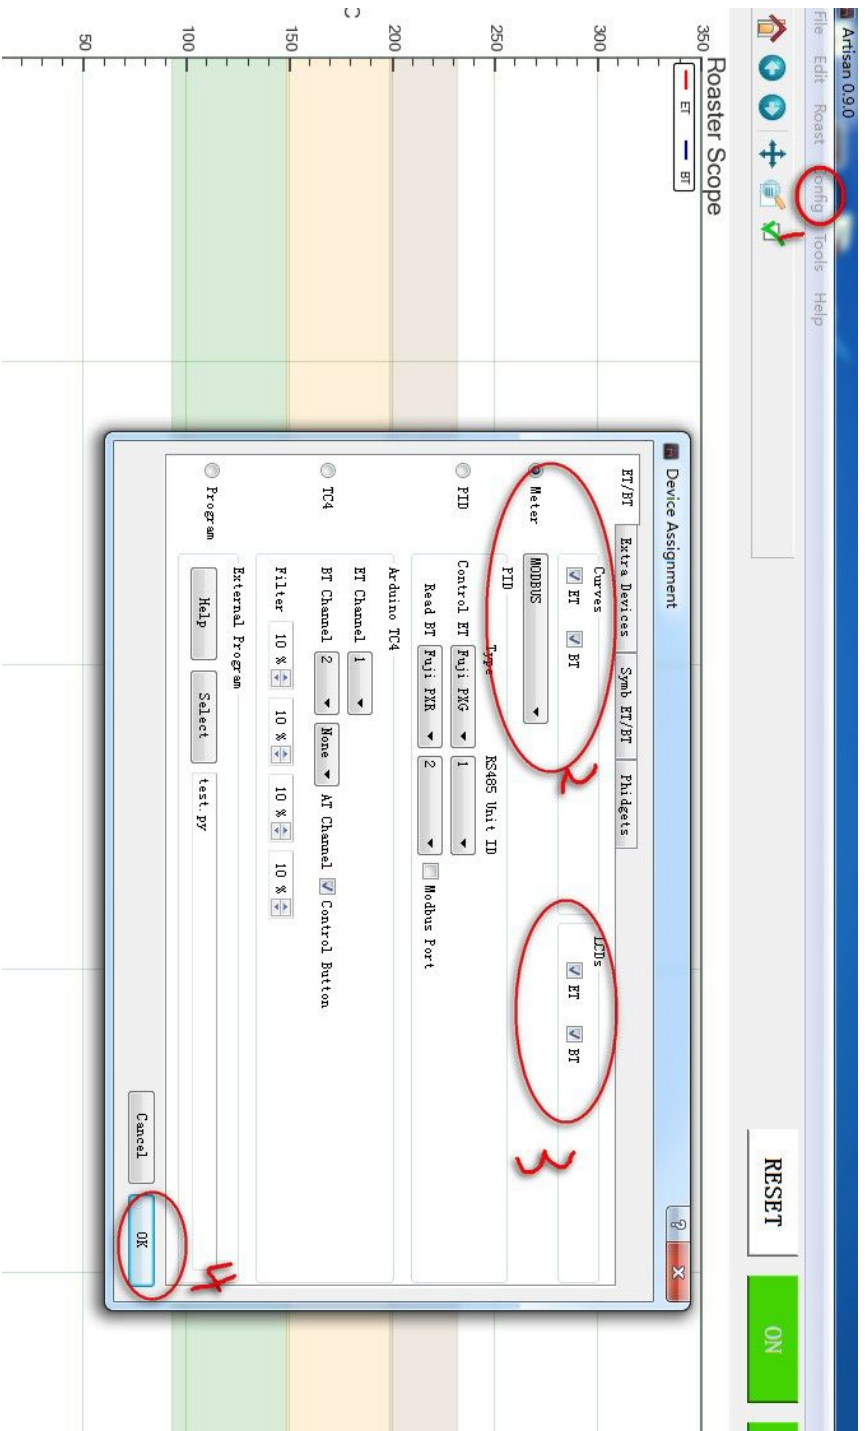 Artisan 0.9.0
File Edit Roast Config Tools Help
1
RESET
ON
Roaster Scope
ET BT
350
300
250
200
150
100
50
C
Device Assignment
ET/BT Extra Devices Symb ET/BT Phidgets
Curves
ET BT
LCDs
ET BT
2
3
Meter MODBUS
PID
PID
Type RS485 Unit ID
Control ET Fuji PXG 1
Read BT Fuji PXR 2 Modbus Port
TC4
Arduino TC4
ET Channel 1
BT Channel 2 None AT Channel Control Button
Filter 10 % 10 % 10 % 10 %
Program
External Program
Help Select test.py
Cancel OK
4